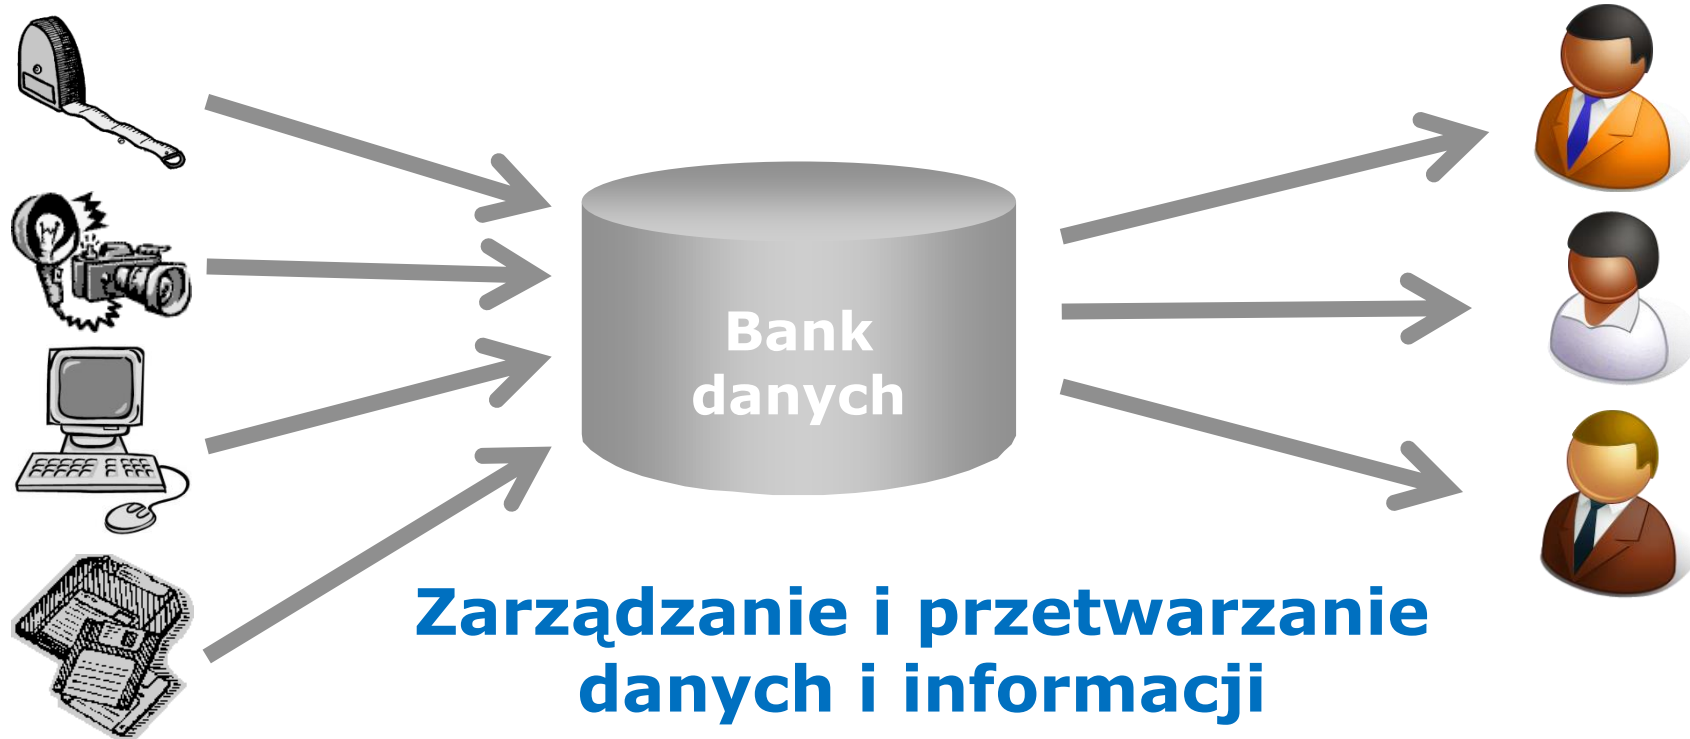 Bank
danych
Zarządzanie i przetwarzanie
danych i informacji